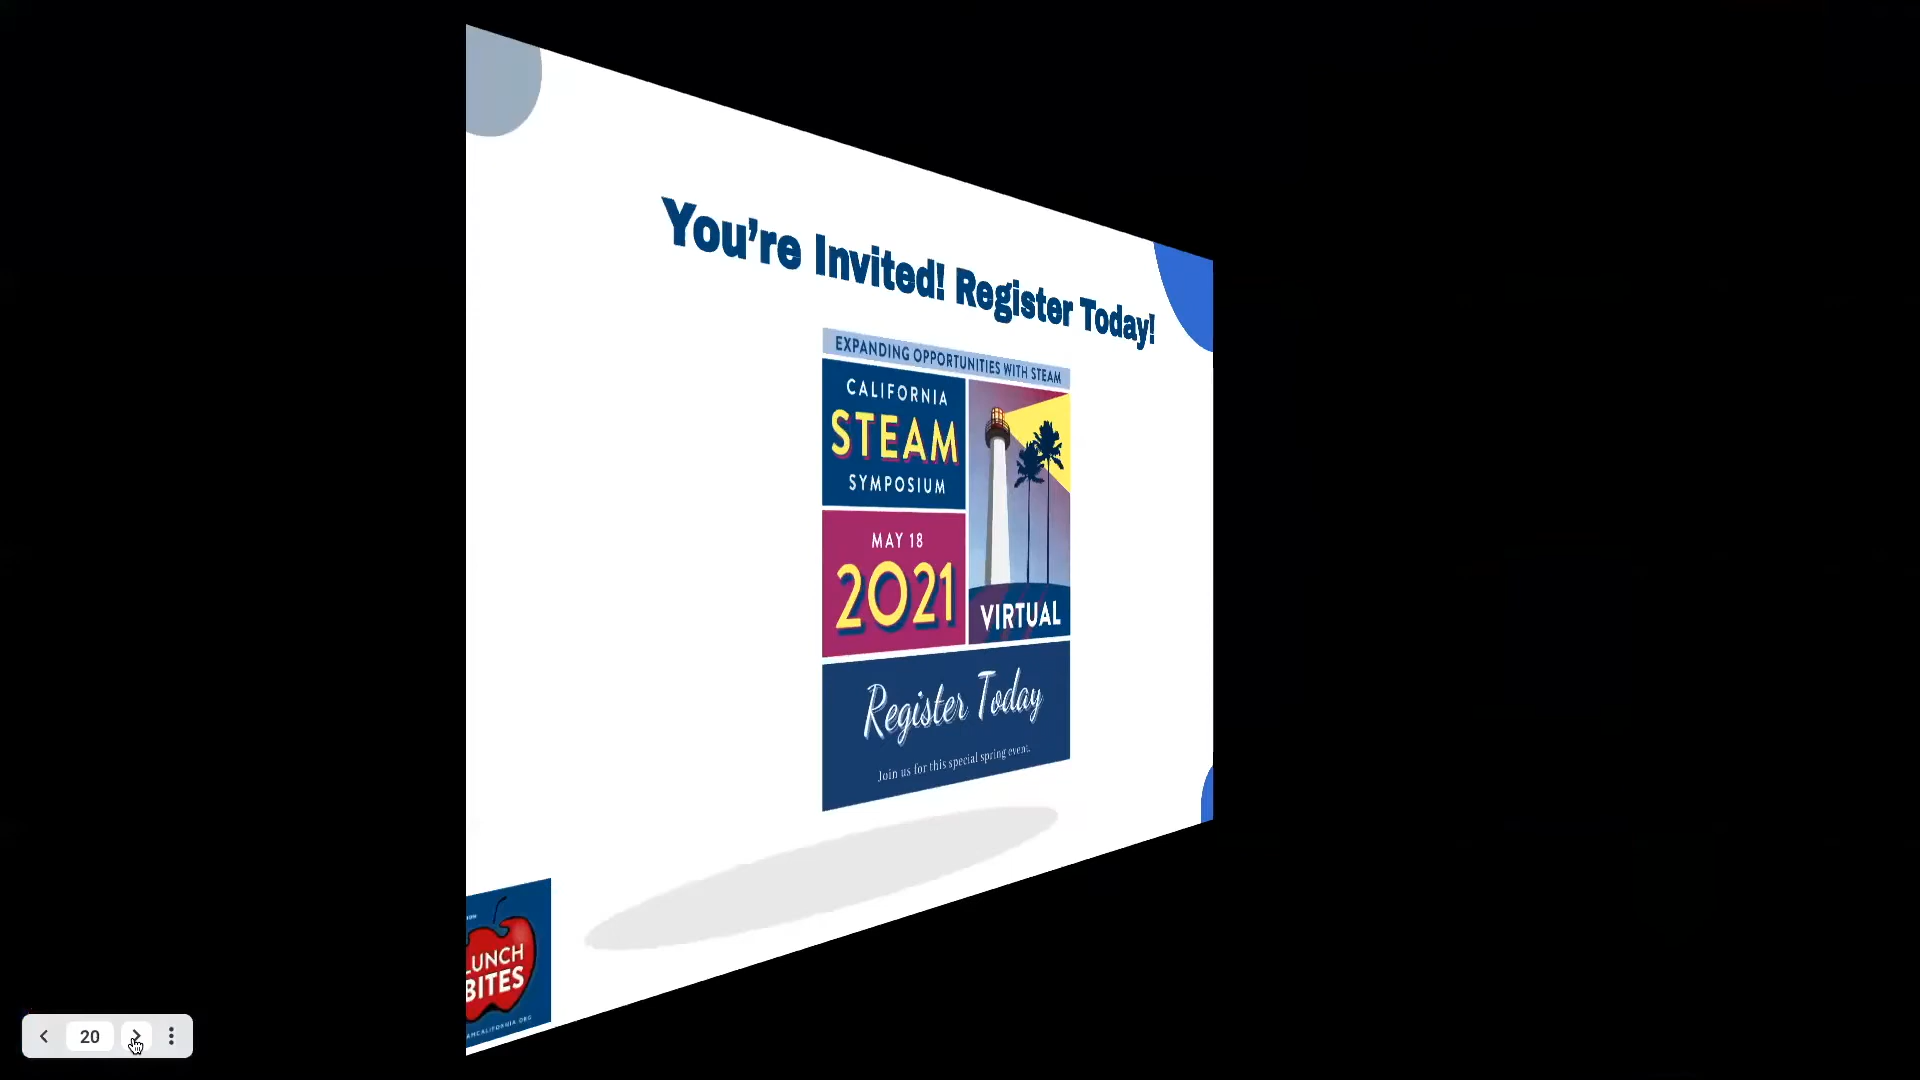 You're Invited! Register Today!
EXPANDING OPPORTUNITIES WITH STEAM
CALIFORNIA
STEAM
SYMPOSIUM
MAY 18
2021
VIRTUAL
Register Today
Join us for this special spring event.
LUNCH
BITES
20